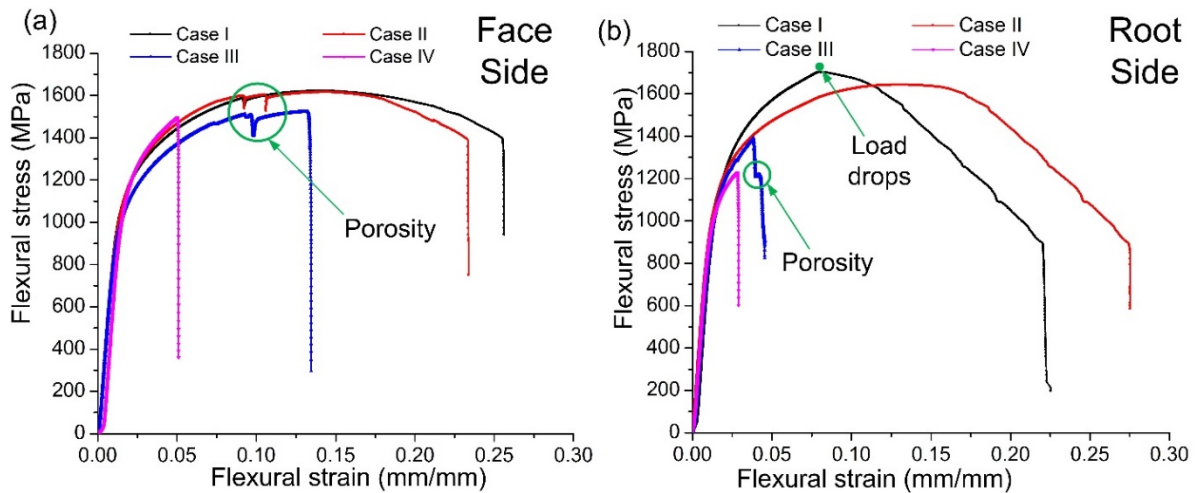 (a)
Case I
Case II
Case III
Case IV
Face
Side
1800
1600
1400
1200
1000
800
600
400
200
0
Flexural stress (MPa)
Porosity
0.00 0.05 0.10 0.15 0.20 0.25 0.30
Flexural strain (mm/mm)
(b)
Case I
Case II
Case III
Case IV
Root
Side
1800
1600
1400
1200
1000
800
600
400
200
0
Flexural stress (MPa)
Load
drops
Porosity
0.00 0.05 0.10 0.15 0.20 0.25 0.30
Flexural strain (mm/mm)